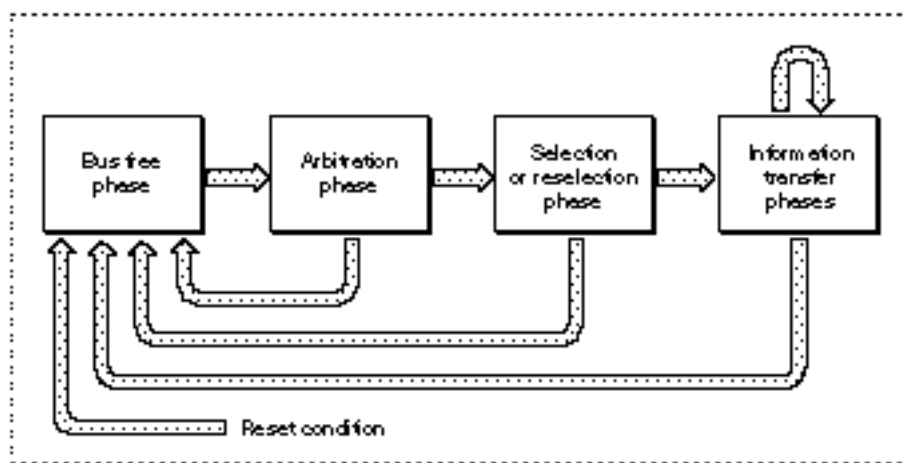 Bus free
phase
Arbitration
phase
Selection
or reselection
phase
Information
transfer
phases
Reset condition